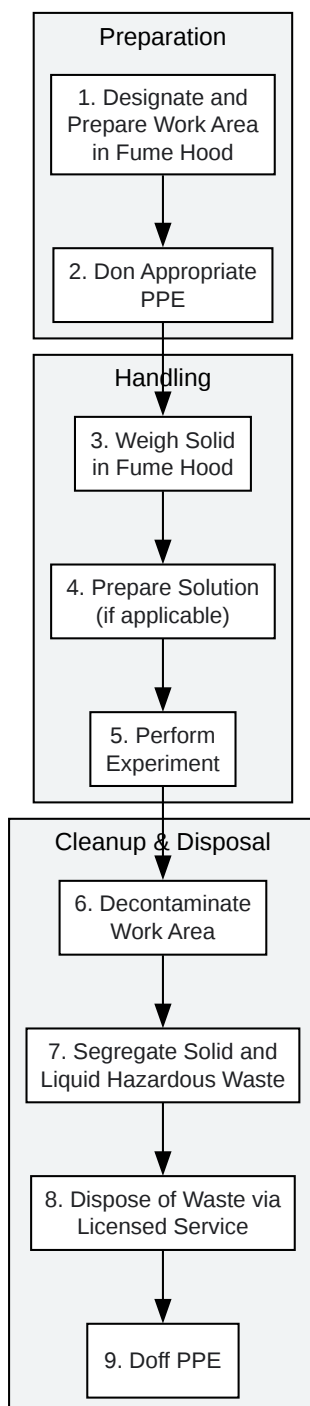 Preparation
1. Designate and
Prepare Work Area
in Fume Hood
2. Don Appropriate
PPE
Handling
3. Weigh Solid
in Fume Hood
4. Prepare Solution
(if applicable)
5. Perform
Experiment
Cleanup & Disposal
6. Decontaminate
Work Area
7. Segregate Solid and
Liquid Hazardous Waste
8. Dispose of Waste via
Licensed Service
9. Doff PPE